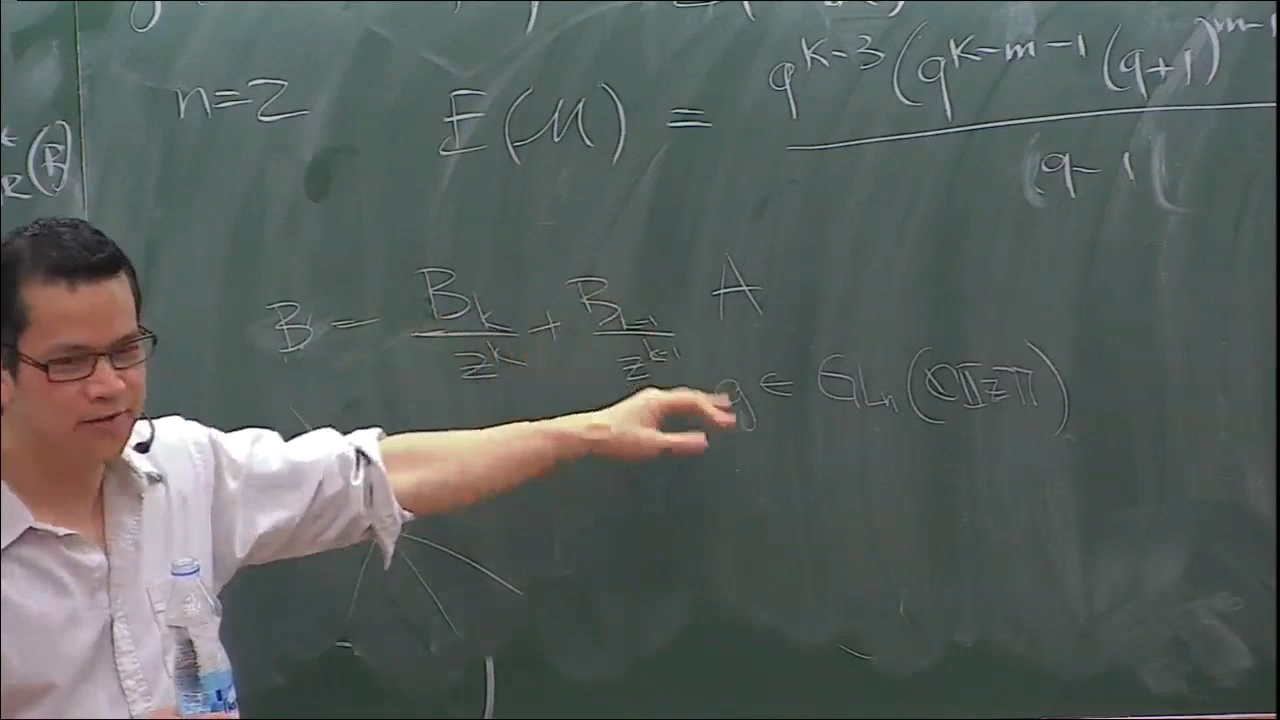 n=2 E(M) = q^{k-3}(q^{k-m-1}(q+1)^{m-1} / (q-1)
B = B_k/z^k + B_{k-1}/z^{k-1} A
g ∈ GL_n(ℂ⟦z⟧)